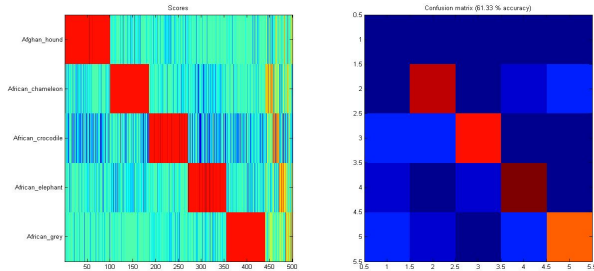 Scores
Afghan_hound
African_chameleon
African_crocodile
African_elephant
African_grey
50 100 150 200 250 300 350 400 450 500
Confusion matrix (61.33 % accuracy)
0.5
1
1.5
2
2.5
3
3.5
4
4.5
5
5.5
0.5 1 1.5 2 2.5 3 3.5 4 4.5 5 5.5